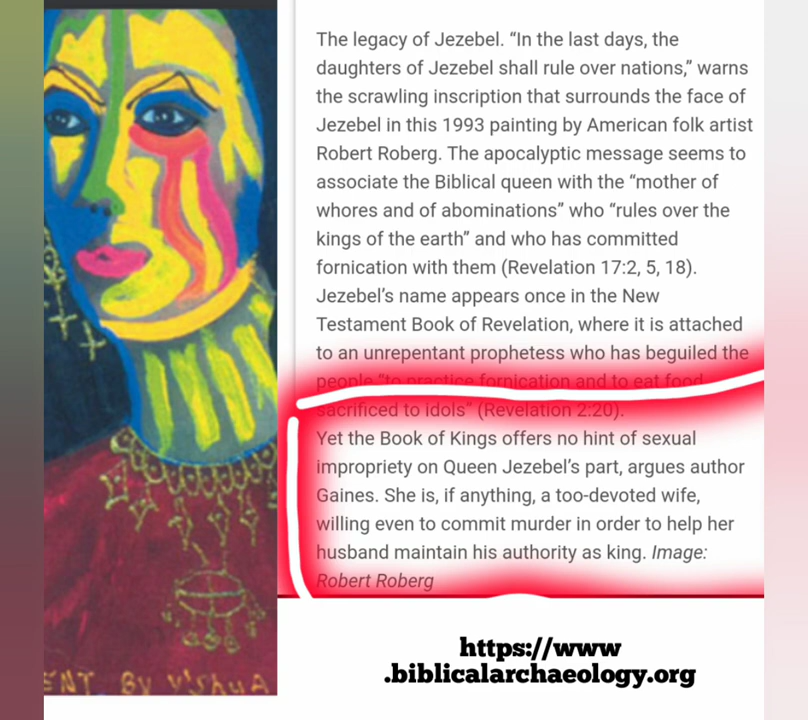 The legacy of Jezebel. “In the last days, the
daughters of Jezebel shall rule over nations,” warns
the scrawling inscription that surrounds the face of
Jezebel in this 1993 painting by American folk artist
Robert Roberg. The apocalyptic message seems to
associate the Biblical queen with the “mother of
whores and of abominations” who “rules over the
kings of the earth” and who has committed
fornication with them (Revelation 17:2, 5, 18).
Jezebel’s name appears once in the New
Testament Book of Revelation, where it is attached
to an unrepentant prophetess who has beguiled the
people “to practice fornication and to eat food
sacrificed to idols” (Revelation 2:20).
Yet the Book of Kings offers no hint of sexual
impropriety on Queen Jezebel’s part, argues author
Gaines. She is, if anything, a too-devoted wife,
willing even to commit murder in order to help her
husband maintain his authority as king. Image:
Robert Roberg
https://www
.biblicalarchaeology.org
ENT. By Y'shuA